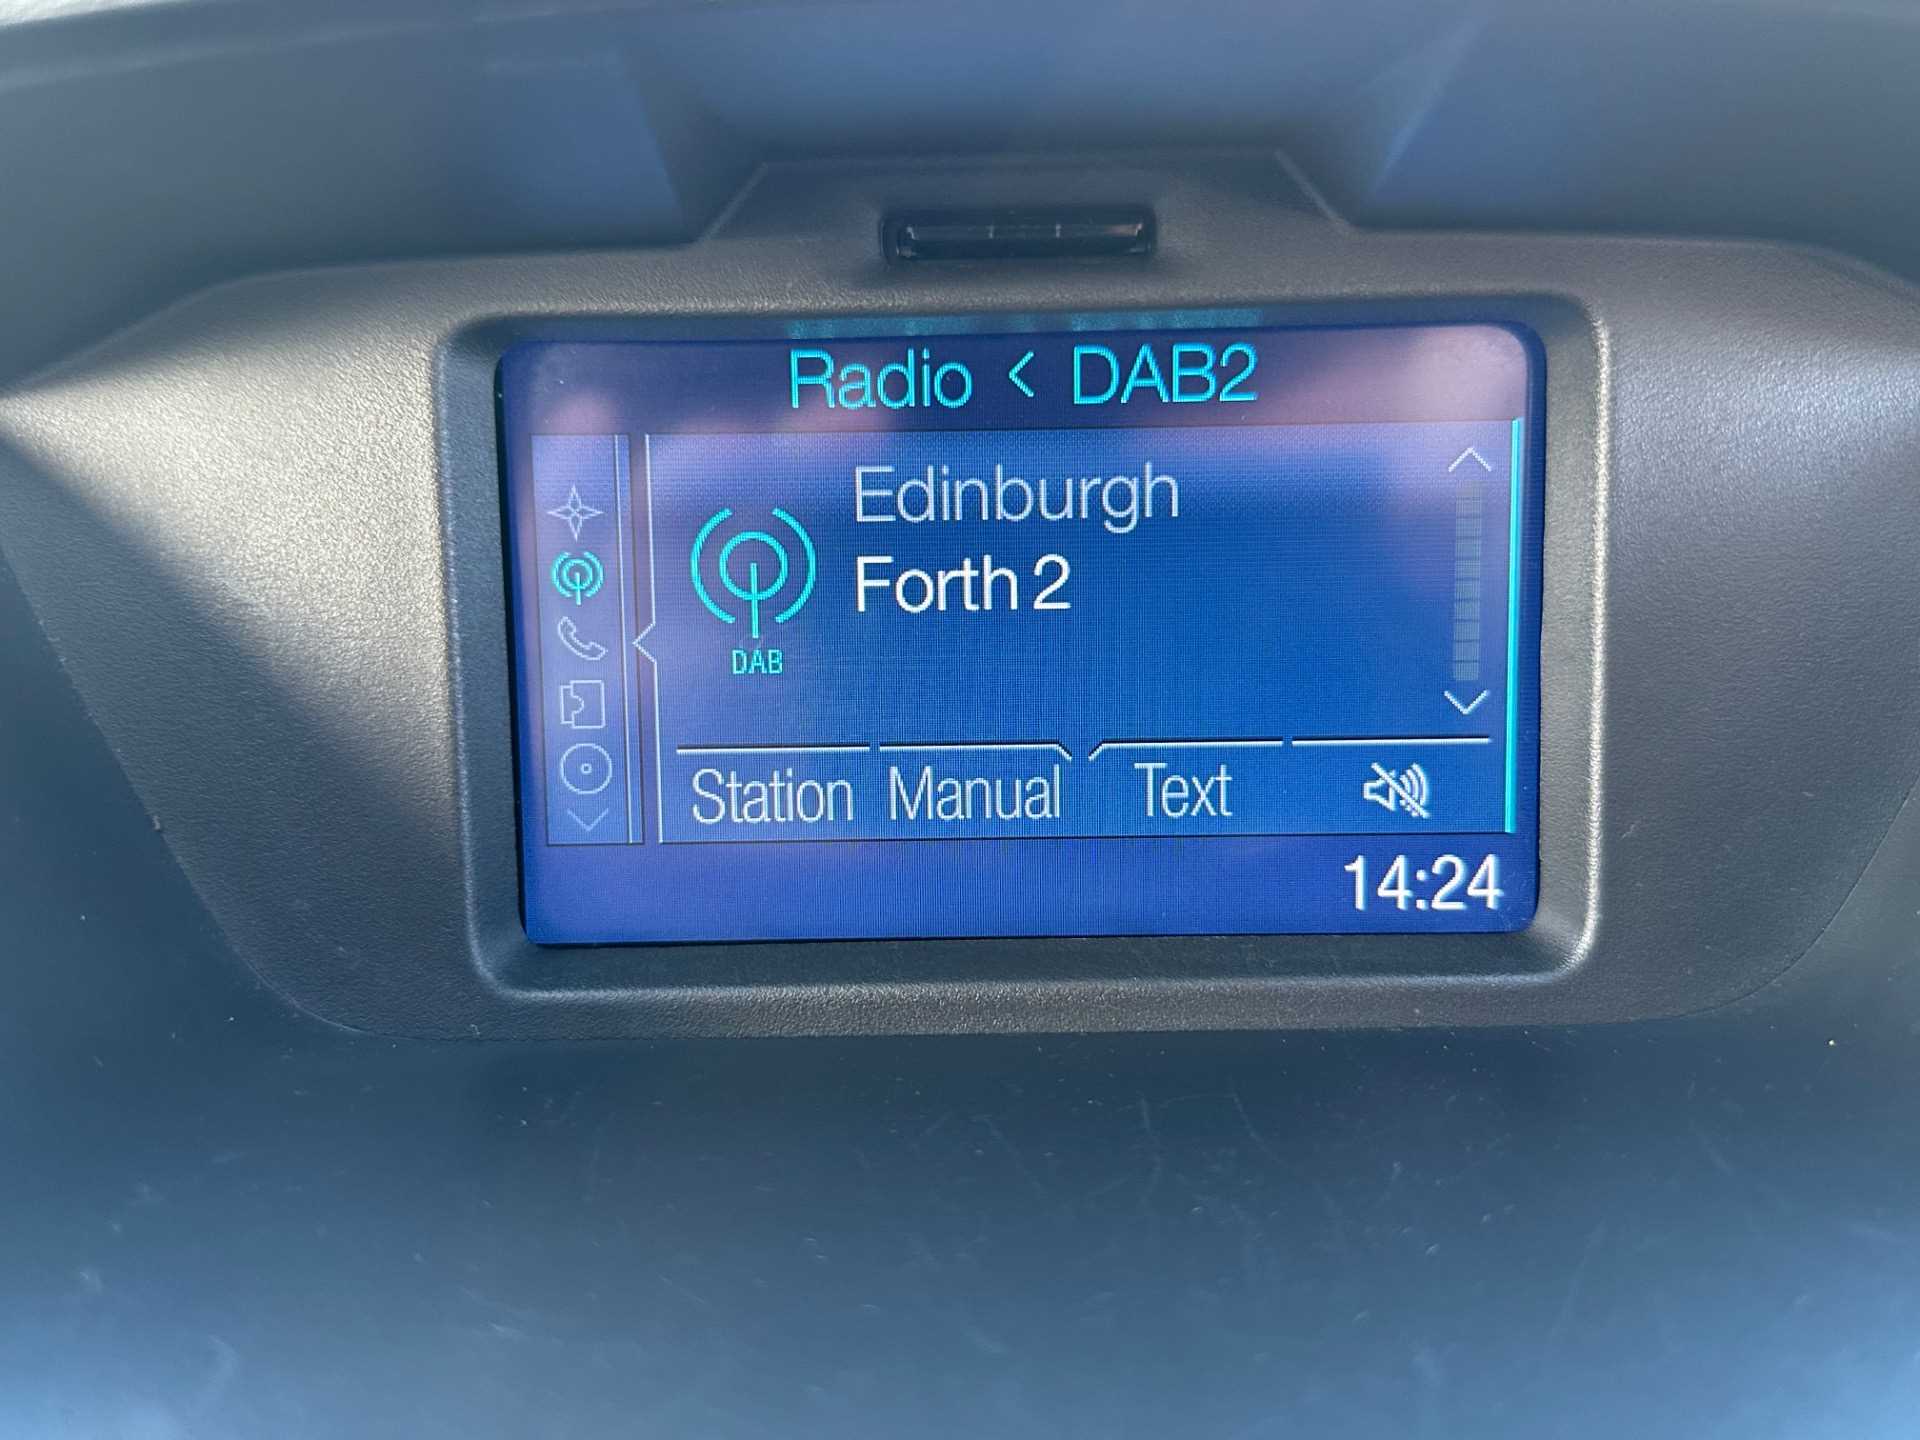 Radio < DAB2
Edinburgh
Forth 2
DAB
Station Manual Text
14:24